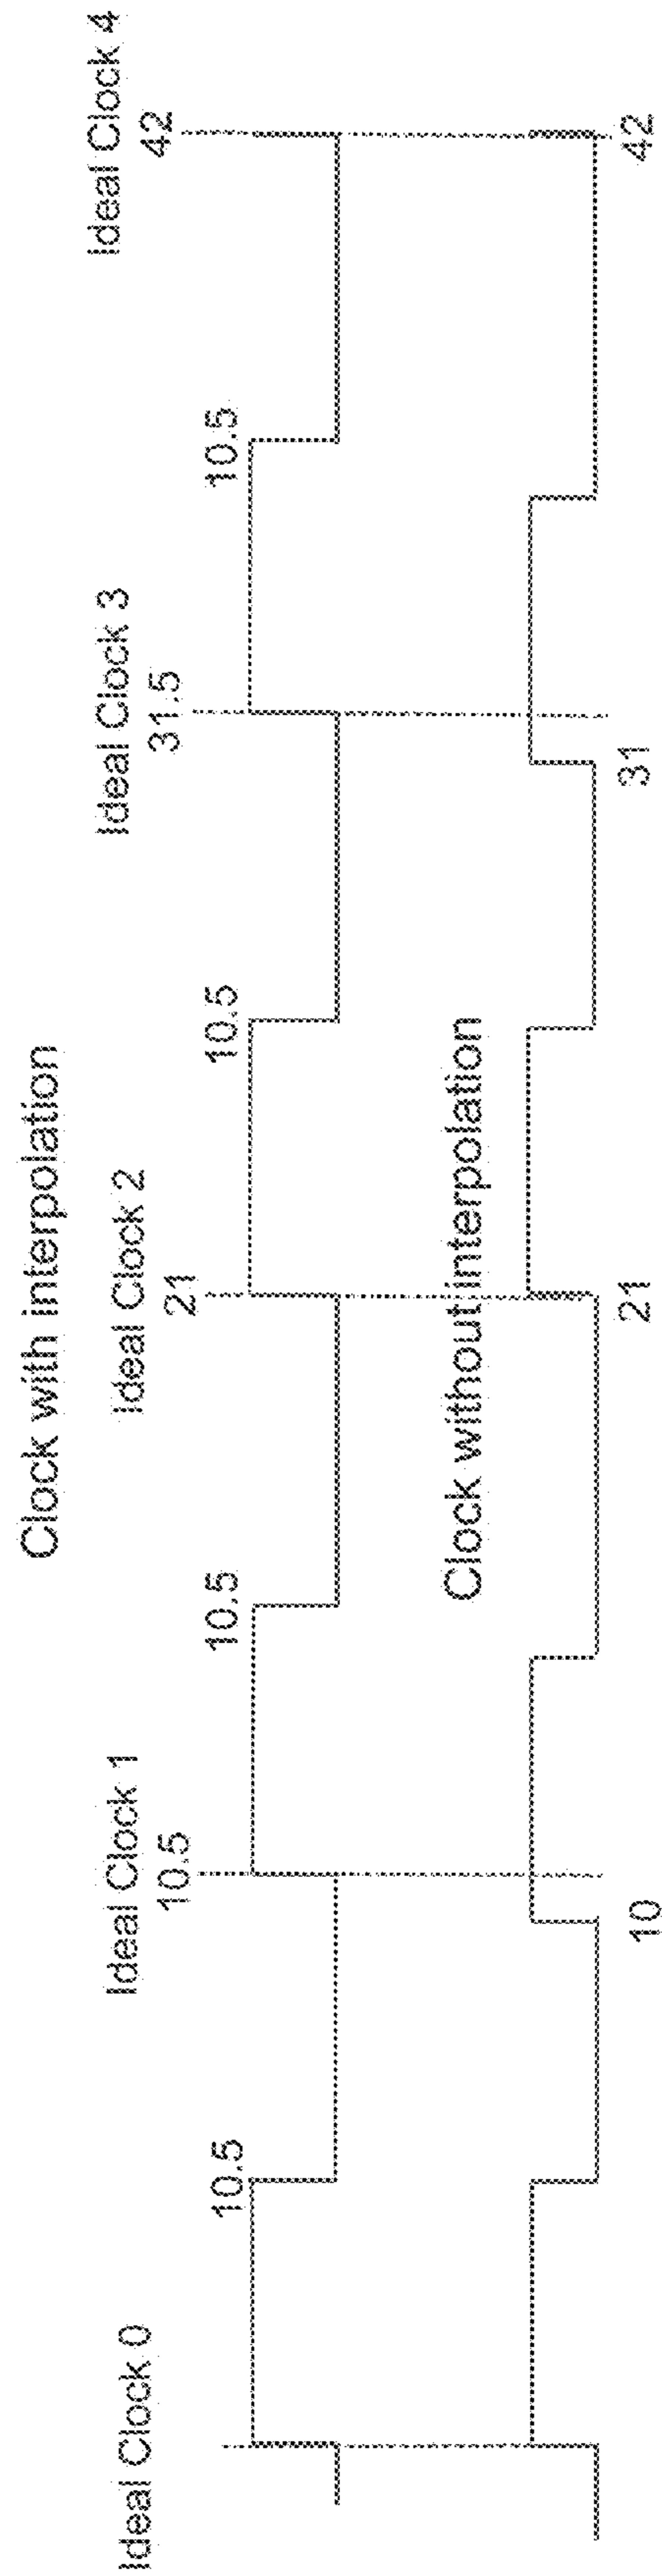 Clock with interpolation
Ideal Clock 0
Ideal Clock 1
10.5
Ideal Clock 2
21
Ideal Clock 3
31.5
Ideal Clock 4
42
10.5
10.5
10.5
10.5
Clock without interpolation
10
21
31
42